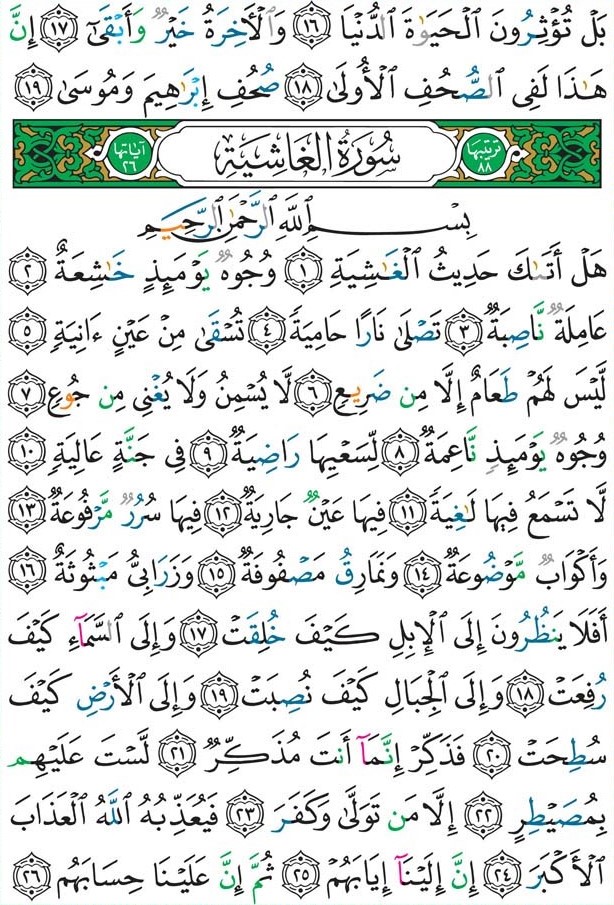 بَلْ تُؤْثِرُونَ ٱلْحَيَوٰةَ ٱلدُّنْيَا ١٦ وَٱلْـَٔاخِرَةُ خَيْرٌ وَأَبْقَىٰٓ ١٧ إِنَّ
هَٰذَا لَفِى ٱلصُّحُفِ ٱلْأُولَىٰ ١٨ صُحُفِ إِبْرَٰهِيمَ وَمُوسَىٰ ١٩
ترتيبها ٨٨ سُورَةُ الغَاشِيَةِ آياتها ٢٦
بِسْمِ ٱللَّهِ ٱلرَّحْمَٰنِ ٱلرَّحِيمِ
هَلْ أَتَىٰكَ حَدِيثُ ٱلْغَٰشِيَةِ ١ وُجُوهٌ يَوْمَئِذٍ خَٰشِعَةٌ ٢
عَامِلَةٌ نَّاصِبَةٌ ٣ تَصْلَىٰ نَارًا حَامِيَةً ٤ تُسْقَىٰ مِنْ عَيْنٍ ءَانِيَةٍ ٥
لَّيْسَ لَهُمْ طَعَامٌ إِلَّا مِن ضَرِيعٍ ٦ لَّا يُسْمِنُ وَلَا يُغْنِى مِن جُوعٍ ٧
وُجُوهٌ يَوْمَئِذٍ نَّاعِمَةٌ ٨ لِّسَعْيِهَا رَاضِيَةٌ ٩ فِى جَنَّةٍ عَالِيَةٍ ١٠
لَّا تَسْمَعُ فِيهَا لَٰغِيَةً ١١ فِيهَا عَيْنٌ جَارِيَةٌ ١٢ فِيهَا سُرُرٌ مَّرْفُوعَةٌ ١٣
وَأَكْوَابٌ مَّوْضُوعَةٌ ١٤ وَنَمَارِقُ مَصْفُوفَةٌ ١٥ وَزَرَابِىُّ مَبْثُوثَةٌ ١٦
أَفَلَا يَنظُرُونَ إِلَى ٱلْإِبِلِ كَيْفَ خُلِقَتْ ١٧ وَإِلَى ٱلسَّمَآءِ كَيْفَ
رُفِعَتْ ١٨ وَإِلَى ٱلْجِبَالِ كَيْفَ نُصِبَتْ ١٩ وَإِلَى ٱلْأَرْضِ كَيْفَ
سُطِحَتْ ٢٠ فَذَكِّرْ إِنَّمَآ أَنتَ مُذَكِّرٌ ٢١ لَّسْتَ عَلَيْهِم
بِمُصَيْطِرٍ ٢٢ إِلَّا مَن تَوَلَّىٰ وَكَفَرَ ٢٣ فَيُعَذِّبُهُ ٱللَّهُ ٱلْعَذَابَ
ٱلْأَكْبَرَ ٢٤ إِنَّ إِلَيْنَآ إِيَابَهُمْ ٢٥ ثُمَّ إِنَّ عَلَيْنَا حِسَابَهُم ٢٦